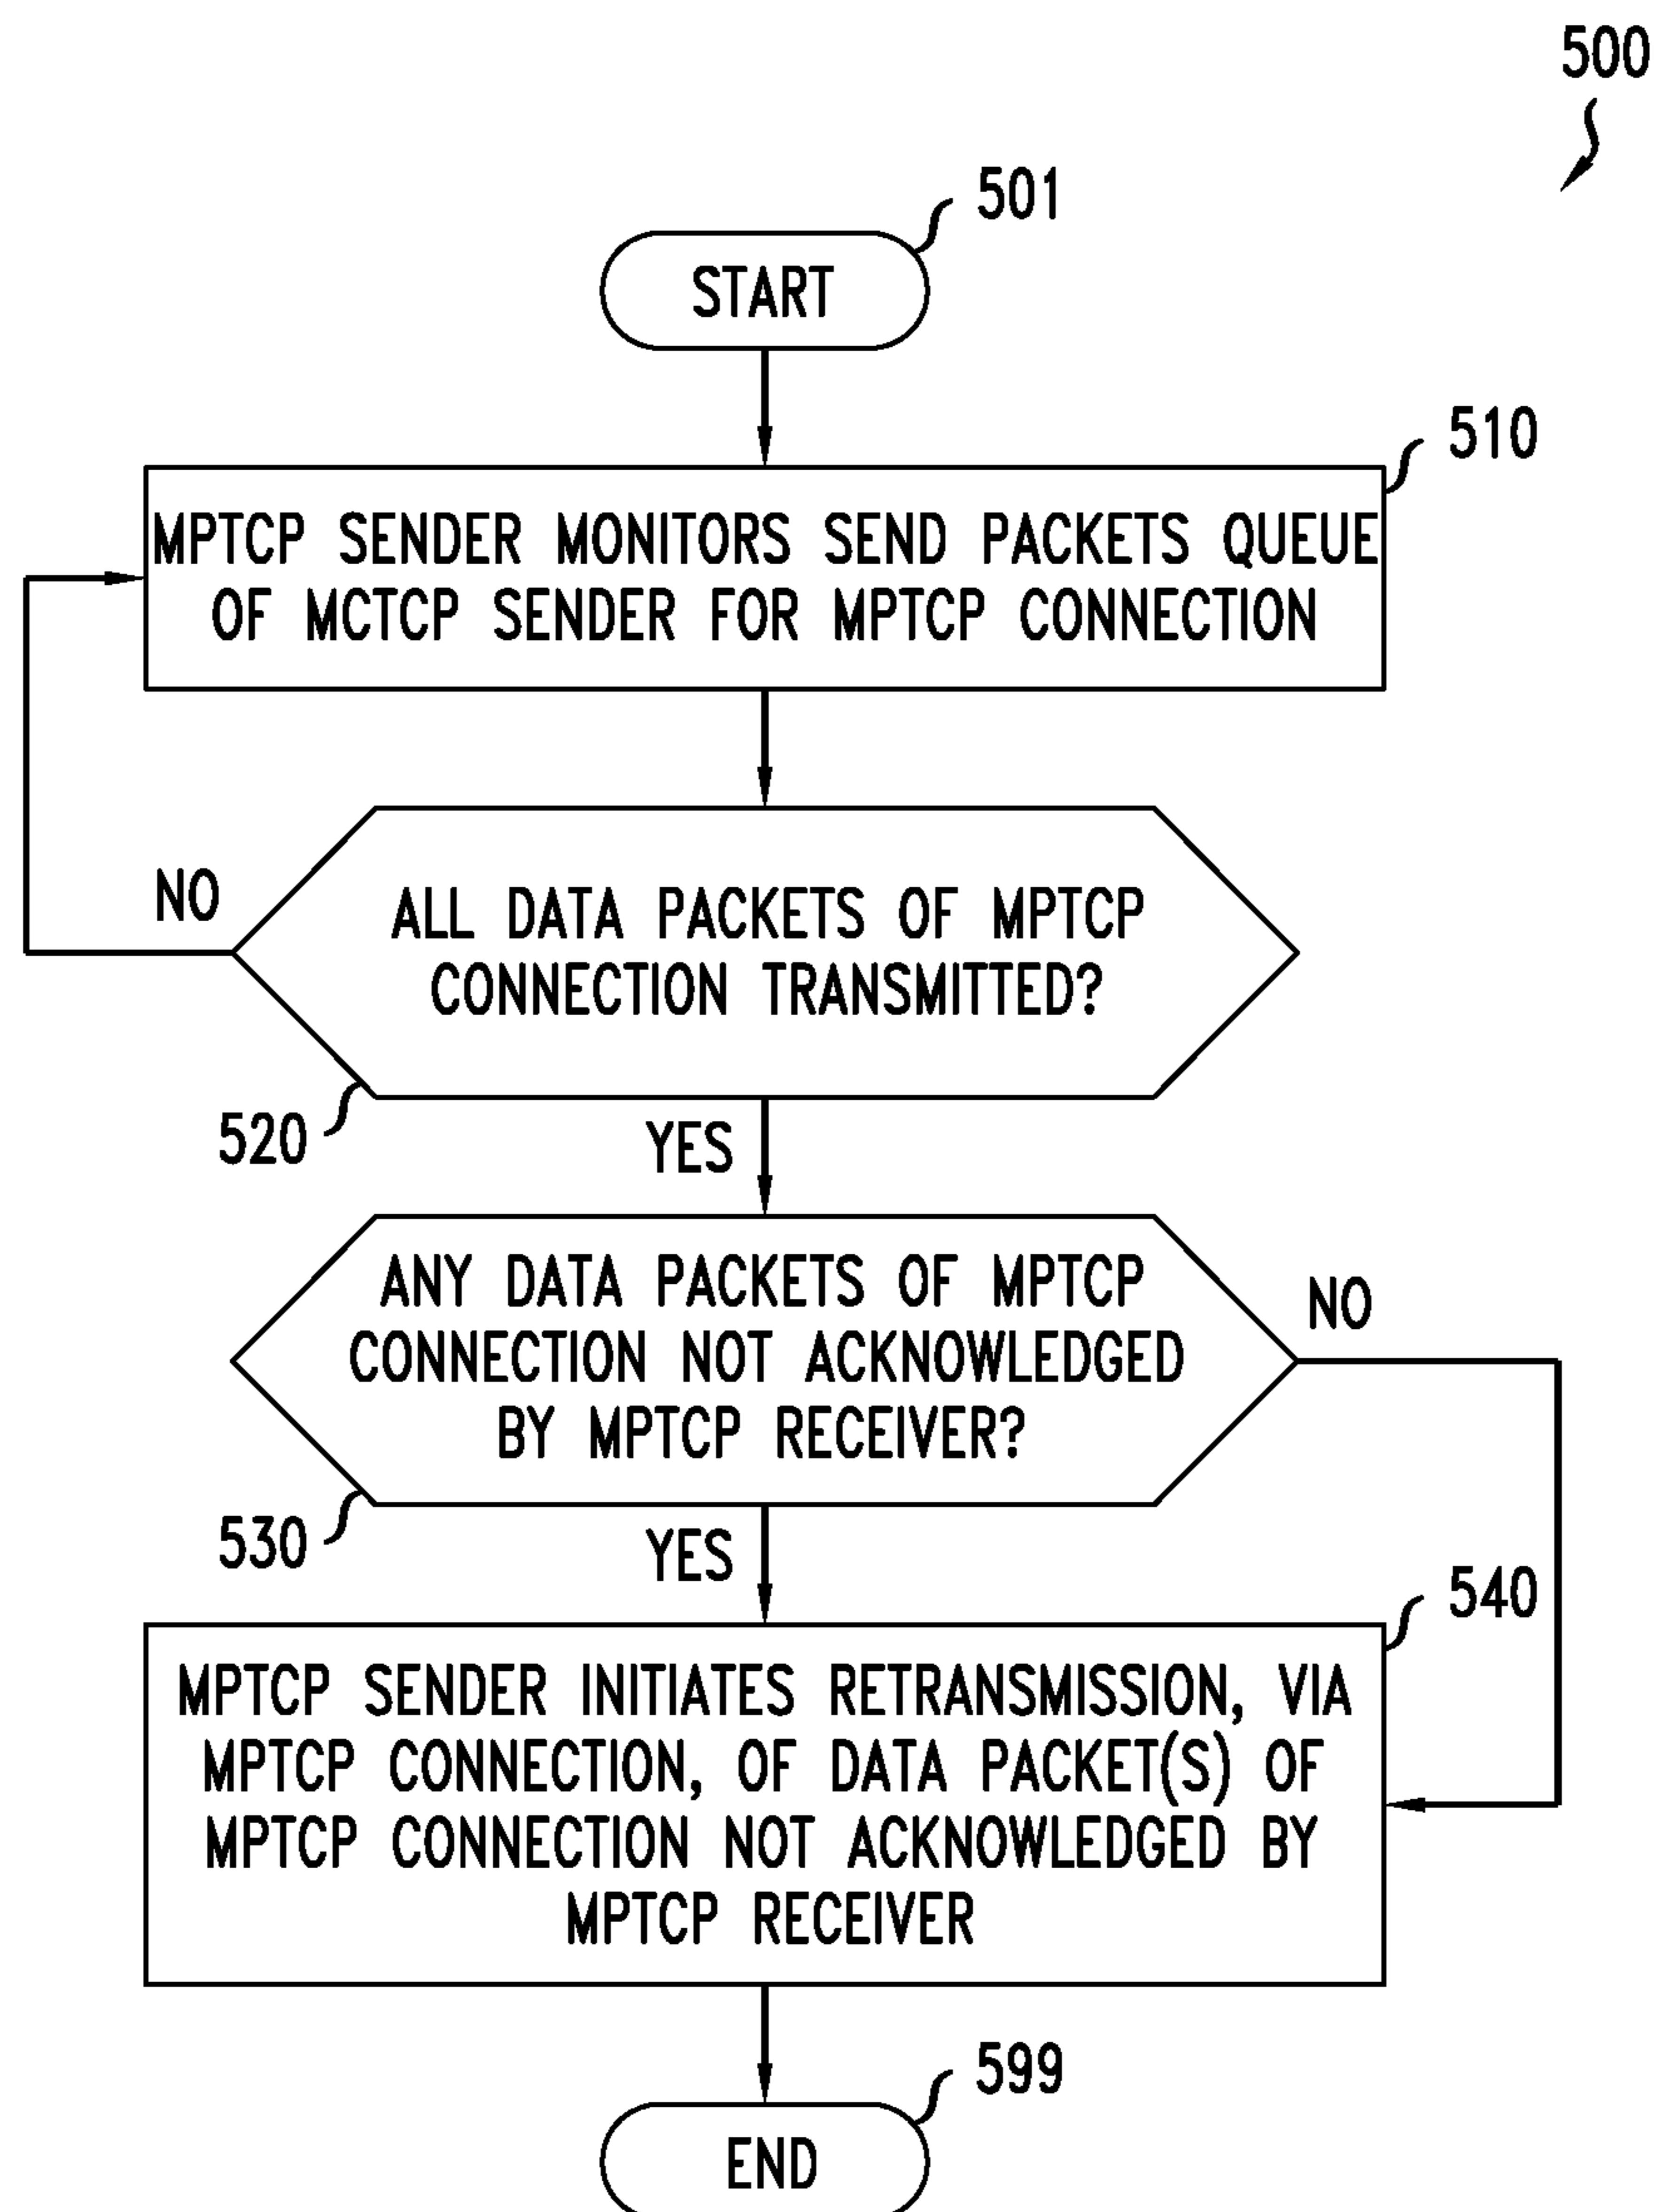 500
501
START
510
MPTCP SENDER MONITORS SEND PACKETS QUEUE
OF MCTCP SENDER FOR MPTCP CONNECTION
NO
ALL DATA PACKETS OF MPTCP
CONNECTION TRANSMITTED?
520
YES
ANY DATA PACKETS OF MPTCP
CONNECTION NOT ACKNOWLEDGED
BY MPTCP RECEIVER?
NO
530
YES
540
MPTCP SENDER INITIATES RETRANSMISSION, VIA
MPTCP CONNECTION, OF DATA PACKET(S) OF
MPTCP CONNECTION NOT ACKNOWLEDGED BY
MPTCP RECEIVER
599
END